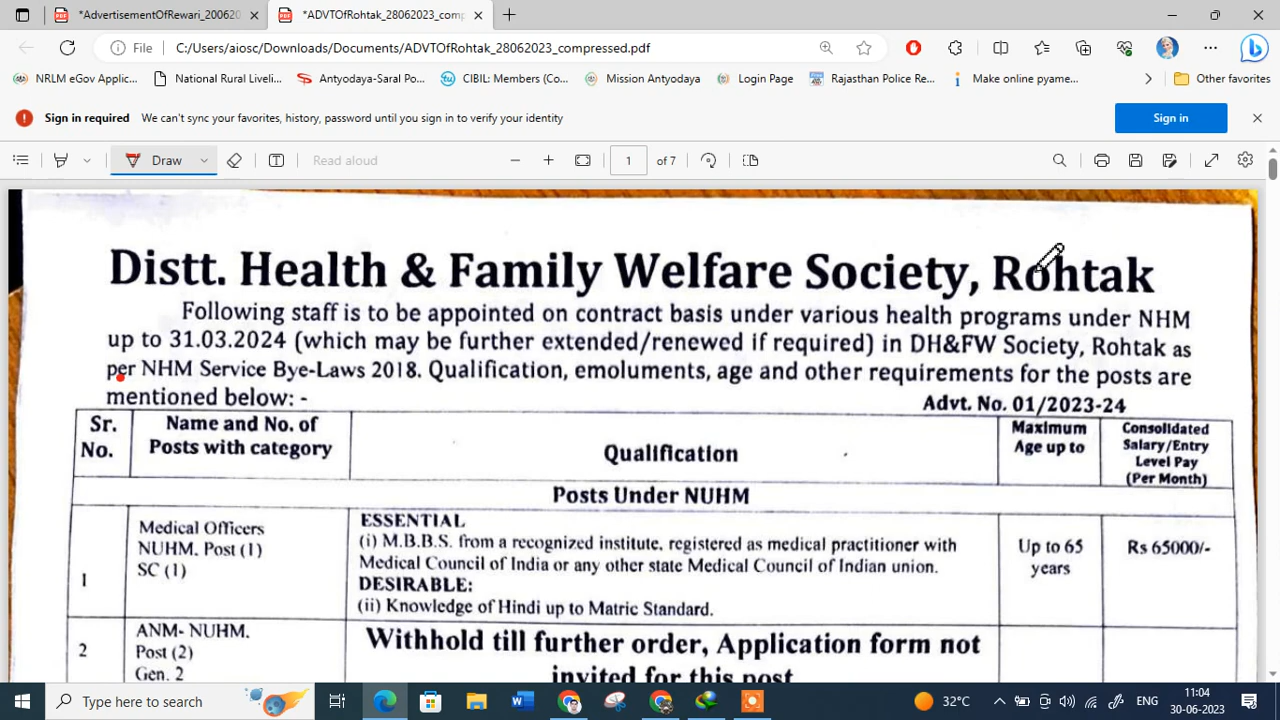 *AdvertisementOfRewari_20062
*ADVTOfRohtak_28062023_comp
File
C:/Users/aiosc/Downloads/Documents/ADVTOfRohtak_28062023_compressed.pdf
NRLM eGov Applic...
National Rural Liveli...
Antyodaya-Saral Po...
CIBIL: Members (Co...
Mission Antyodaya
Login Page
Rajasthan Police Re...
Make online pyame...
Other favorites
Sign in required
We can't sync your favorites, history, password until you sign in to verify your identity
Sign in
Draw
Read aloud
1 of 7
Distt. Health & Family Welfare Society, Rohtak
Following staff is to be appointed on contract basis under various health programs under NHM
up to 31.03.2024 (which may be further extended/renewed if required) in DH&FW Society, Rohtak as
per NHM Service Bye-Laws 2018. Qualification, emoluments, age and other requirements for the posts are
mentioned below: -
Advt. No. 01/2023-24
Sr.
No.
Name and No. of
Posts with category
Qualification
Maximum
Age up to
Consolidated
Salary/Entry
Level Pay
(Per Month)
Posts Under NUHM
1
Medical Officers
NUHM. Post (1)
SC (1)
ESSENTIAL
(i) M.B.B.S. from a recognized institute, registered as medical practitioner with
Medical Council of India or any other state Medical Council of Indian union.
DESIRABLE:
(ii) Knowledge of Hindi up to Matric Standard.
Up to 65
years
Rs 65000/-
2
ANM- NUHM.
Post (2)
Gen. 2
Withhold till further order, Application form not
invited for this post
Type here to search
32°C
ENG
11:04
30-06-2023